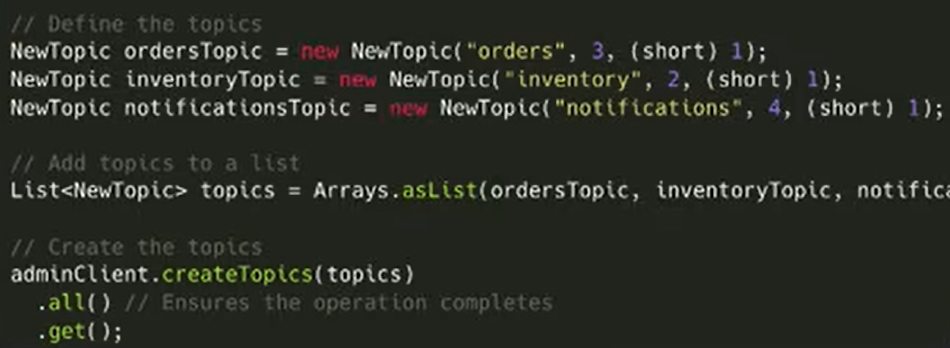 // Define the topics
NewTopic ordersTopic = new NewTopic("orders", 3, (short) 1);
NewTopic inventoryTopic = new NewTopic("inventory", 2, (short) 1);
NewTopic notificationsTopic = new NewTopic("notifications", 4, (short) 1);
// Add topics to a list
List<NewTopic> topics = Arrays.asList(ordersTopic, inventoryTopic, notifica
// Create the topics
adminClient.createTopics(topics)
.all() // Ensures the operation completes
.get();